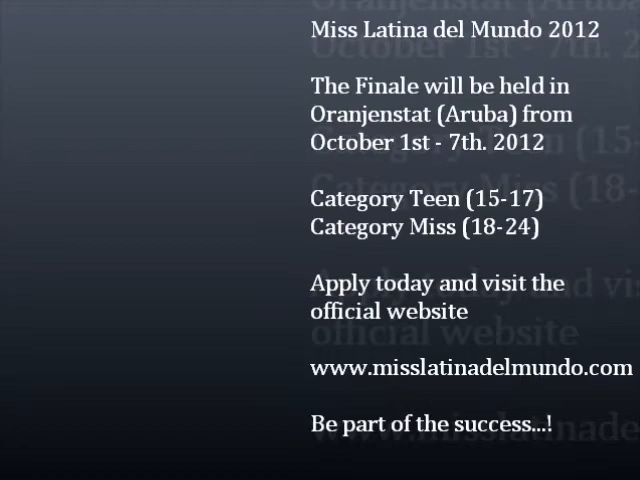 Miss Latina del Mundo 2012
The Finale will be held in
Oranjenstat (Aruba) from
October 1st - 7th. 2012
Category Teen (15-17)
Category Miss (18-24)
Apply today and visit the
official website
www.misslatinadelmundo.com
Be part of the success...!